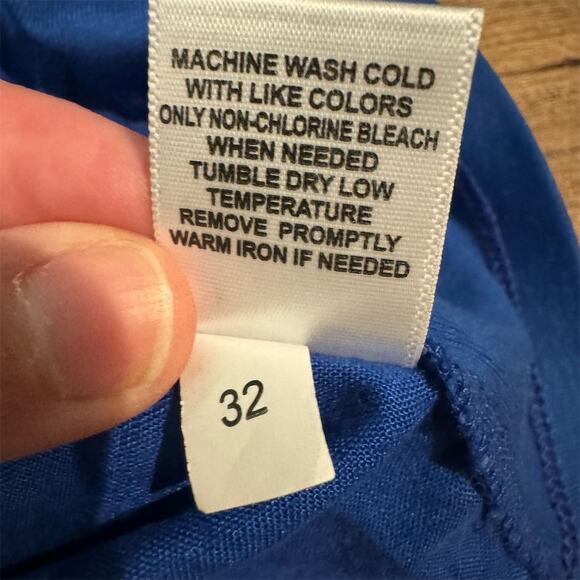 MACHINE WASH COLD
WITH LIKE COLORS
ONLY NON-CHLORINE BLEACH
WHEN NEEDED
TUMBLE DRY LOW
TEMPERATURE
REMOVE PROMPTLY
WARM IRON IF NEEDED
32